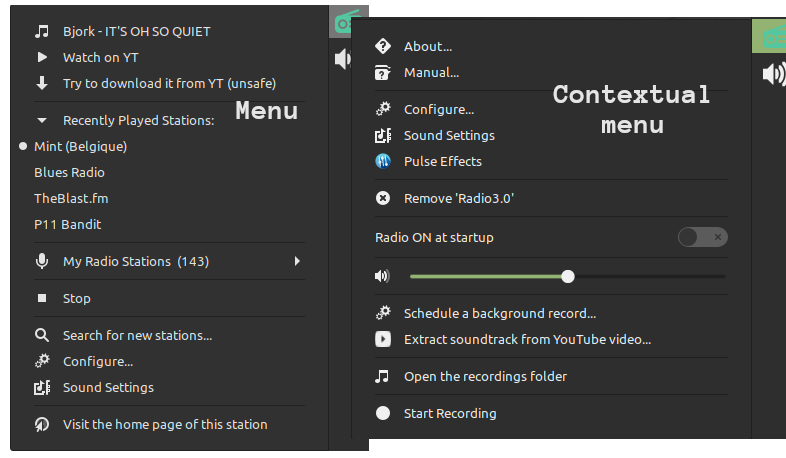 Bjork - IT'S OH SO QUIET
Watch on YT
Try to download it from YT (unsafe)
Menu
Recently Played Stations:
Mint (Belgique)
Blues Radio
TheBlast.fm
P11 Bandit
My Radio Stations (143)
Stop
Search for new stations...
Configure...
Sound Settings
Visit the home page of this station
About...
Manual...
Contextual
menu
Configure...
Sound Settings
Pulse Effects
Remove 'Radio3.0'
Radio ON at startup
Schedule a background record...
Extract soundtrack from YouTube video...
Open the recordings folder
Start Recording